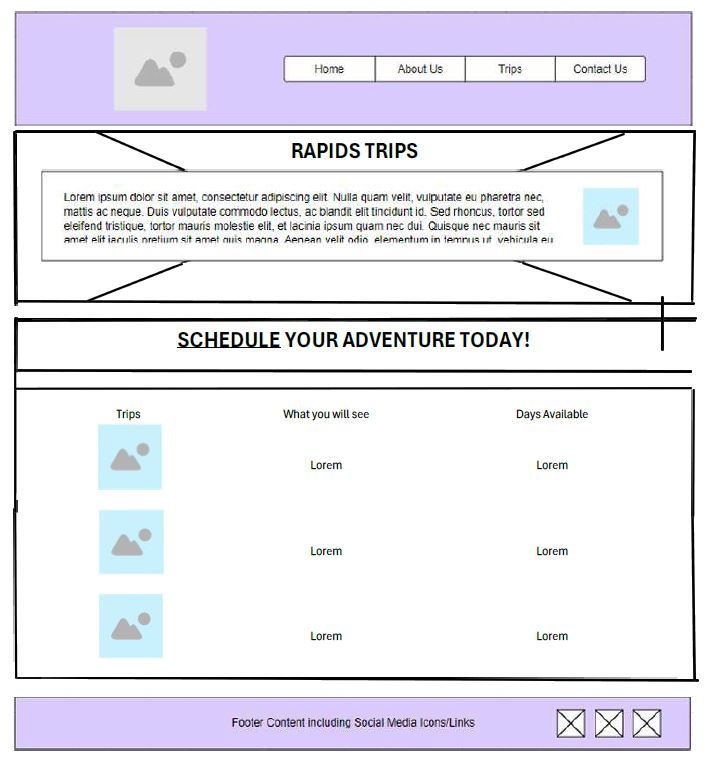 Home
About Us
Trips
Contact Us
RAPIDS TRIPS
Lorem ipsum dolor sit amet, consectetur adipiscing elit. Nulla quam velit, vulputate eu pharetra nec,
mattis ac neque. Duis vulputate commodo lectus, ac blandit elit tincidunt id. Sed rhoncus, tortor sed
eleifend tristique, tortor mauris molestie elit, et lacinia ipsum quam nec dui. Quisque nec mauris sit
amet elit iaculis pretium sit amet quis magna. Aenean velit odio, elementum in tempus ut, vehicula eu
SCHEDULE YOUR ADVENTURE TODAY!
Trips
What you will see
Days Available
Lorem
Lorem
Lorem
Lorem
Lorem
Lorem
Footer Content including Social Media Icons/Links